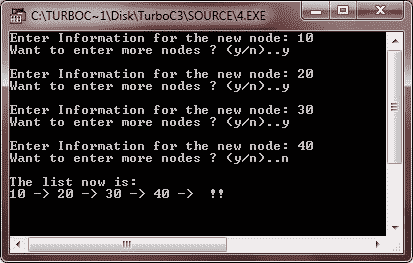 C:\TURBOC~1\Disk\TurboC3\SOURCE\4.EXE
Enter Information for the new node: 10
Want to enter more nodes ? (y/n)..y
Enter Information for the new node: 20
Want to enter more nodes ? (y/n)..y
Enter Information for the new node: 30
Want to enter more nodes ? (y/n)..y
Enter Information for the new node: 40
Want to enter more nodes ? (y/n)..n
The list now is:
10 -> 20 -> 30 -> 40 ->  !!